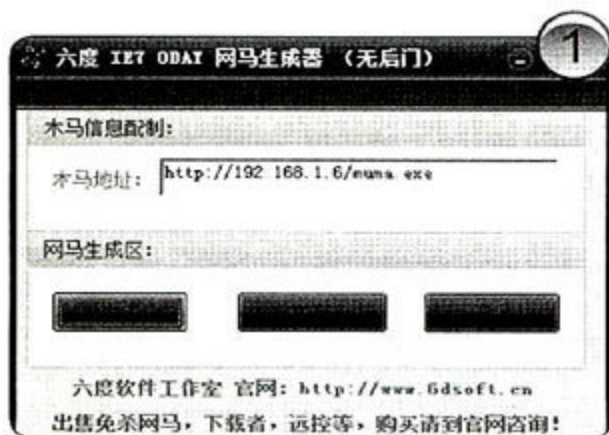 1
六度 IE7 0DAY 网马生成器 （无后门）
木马信息配制：
木马地址： http://192.168.1.6/muma.exe
网马生成区：
六度软件工作室 官网：http://www.6dsoft.cn
出售免杀网马，下载者，远控等，购买请到官网咨询！